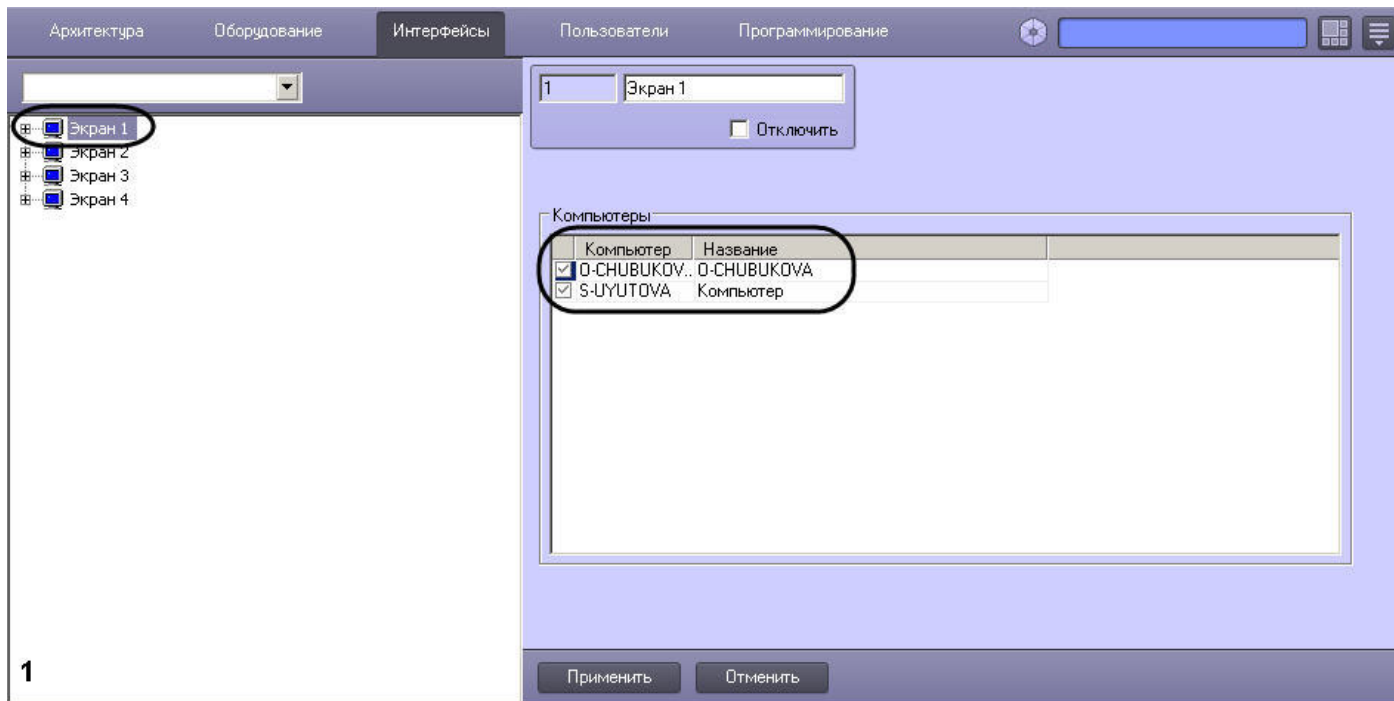 Архитектура Оборудование Интерфейсы Пользователи Программирование
1 Экран 1
Отключить
Экран 1
Экран 2
Экран 3
Экран 4
Компьютеры
Компьютер Название
O-CHUBUKOV... O-CHUBUKOVA
S-UYUTOVA Компьютер
1
Применить Отменить